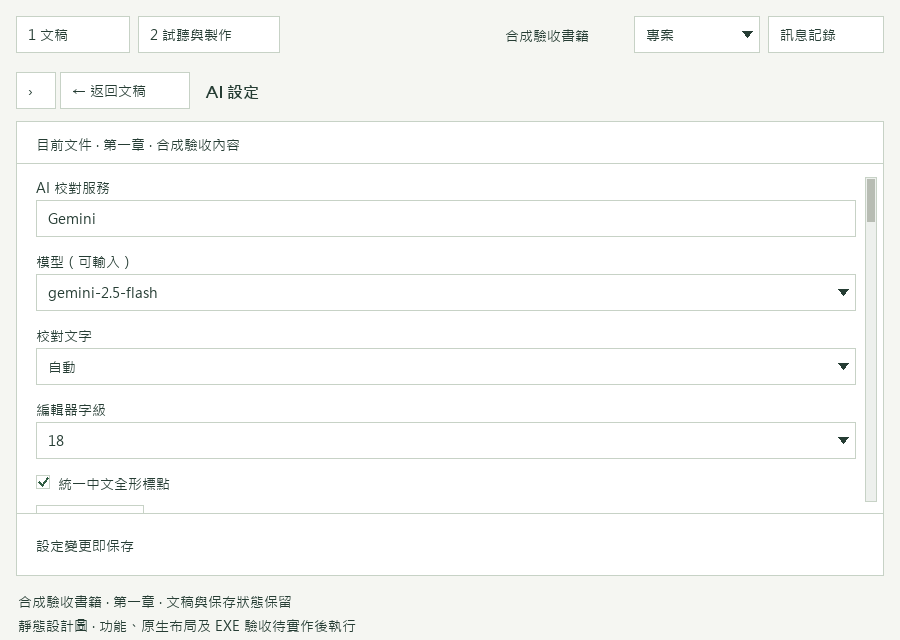 1 文稿
2 試聽與製作
合成驗收書籍
專案
訊息記錄
›
← 返回文稿
AI 設定
目前文件 · 第一章 · 合成驗收內容
AI 校對服務
Gemini
模型（可輸入）
gemini-2.5-flash
校對文字
自動
編輯器字級
18
統一中文全形標點
設定變更即保存
合成驗收書籍 · 第一章 · 文稿與保存狀態保留
靜態設計圖 · 功能、原生布局及 EXE 驗收待實作後執行